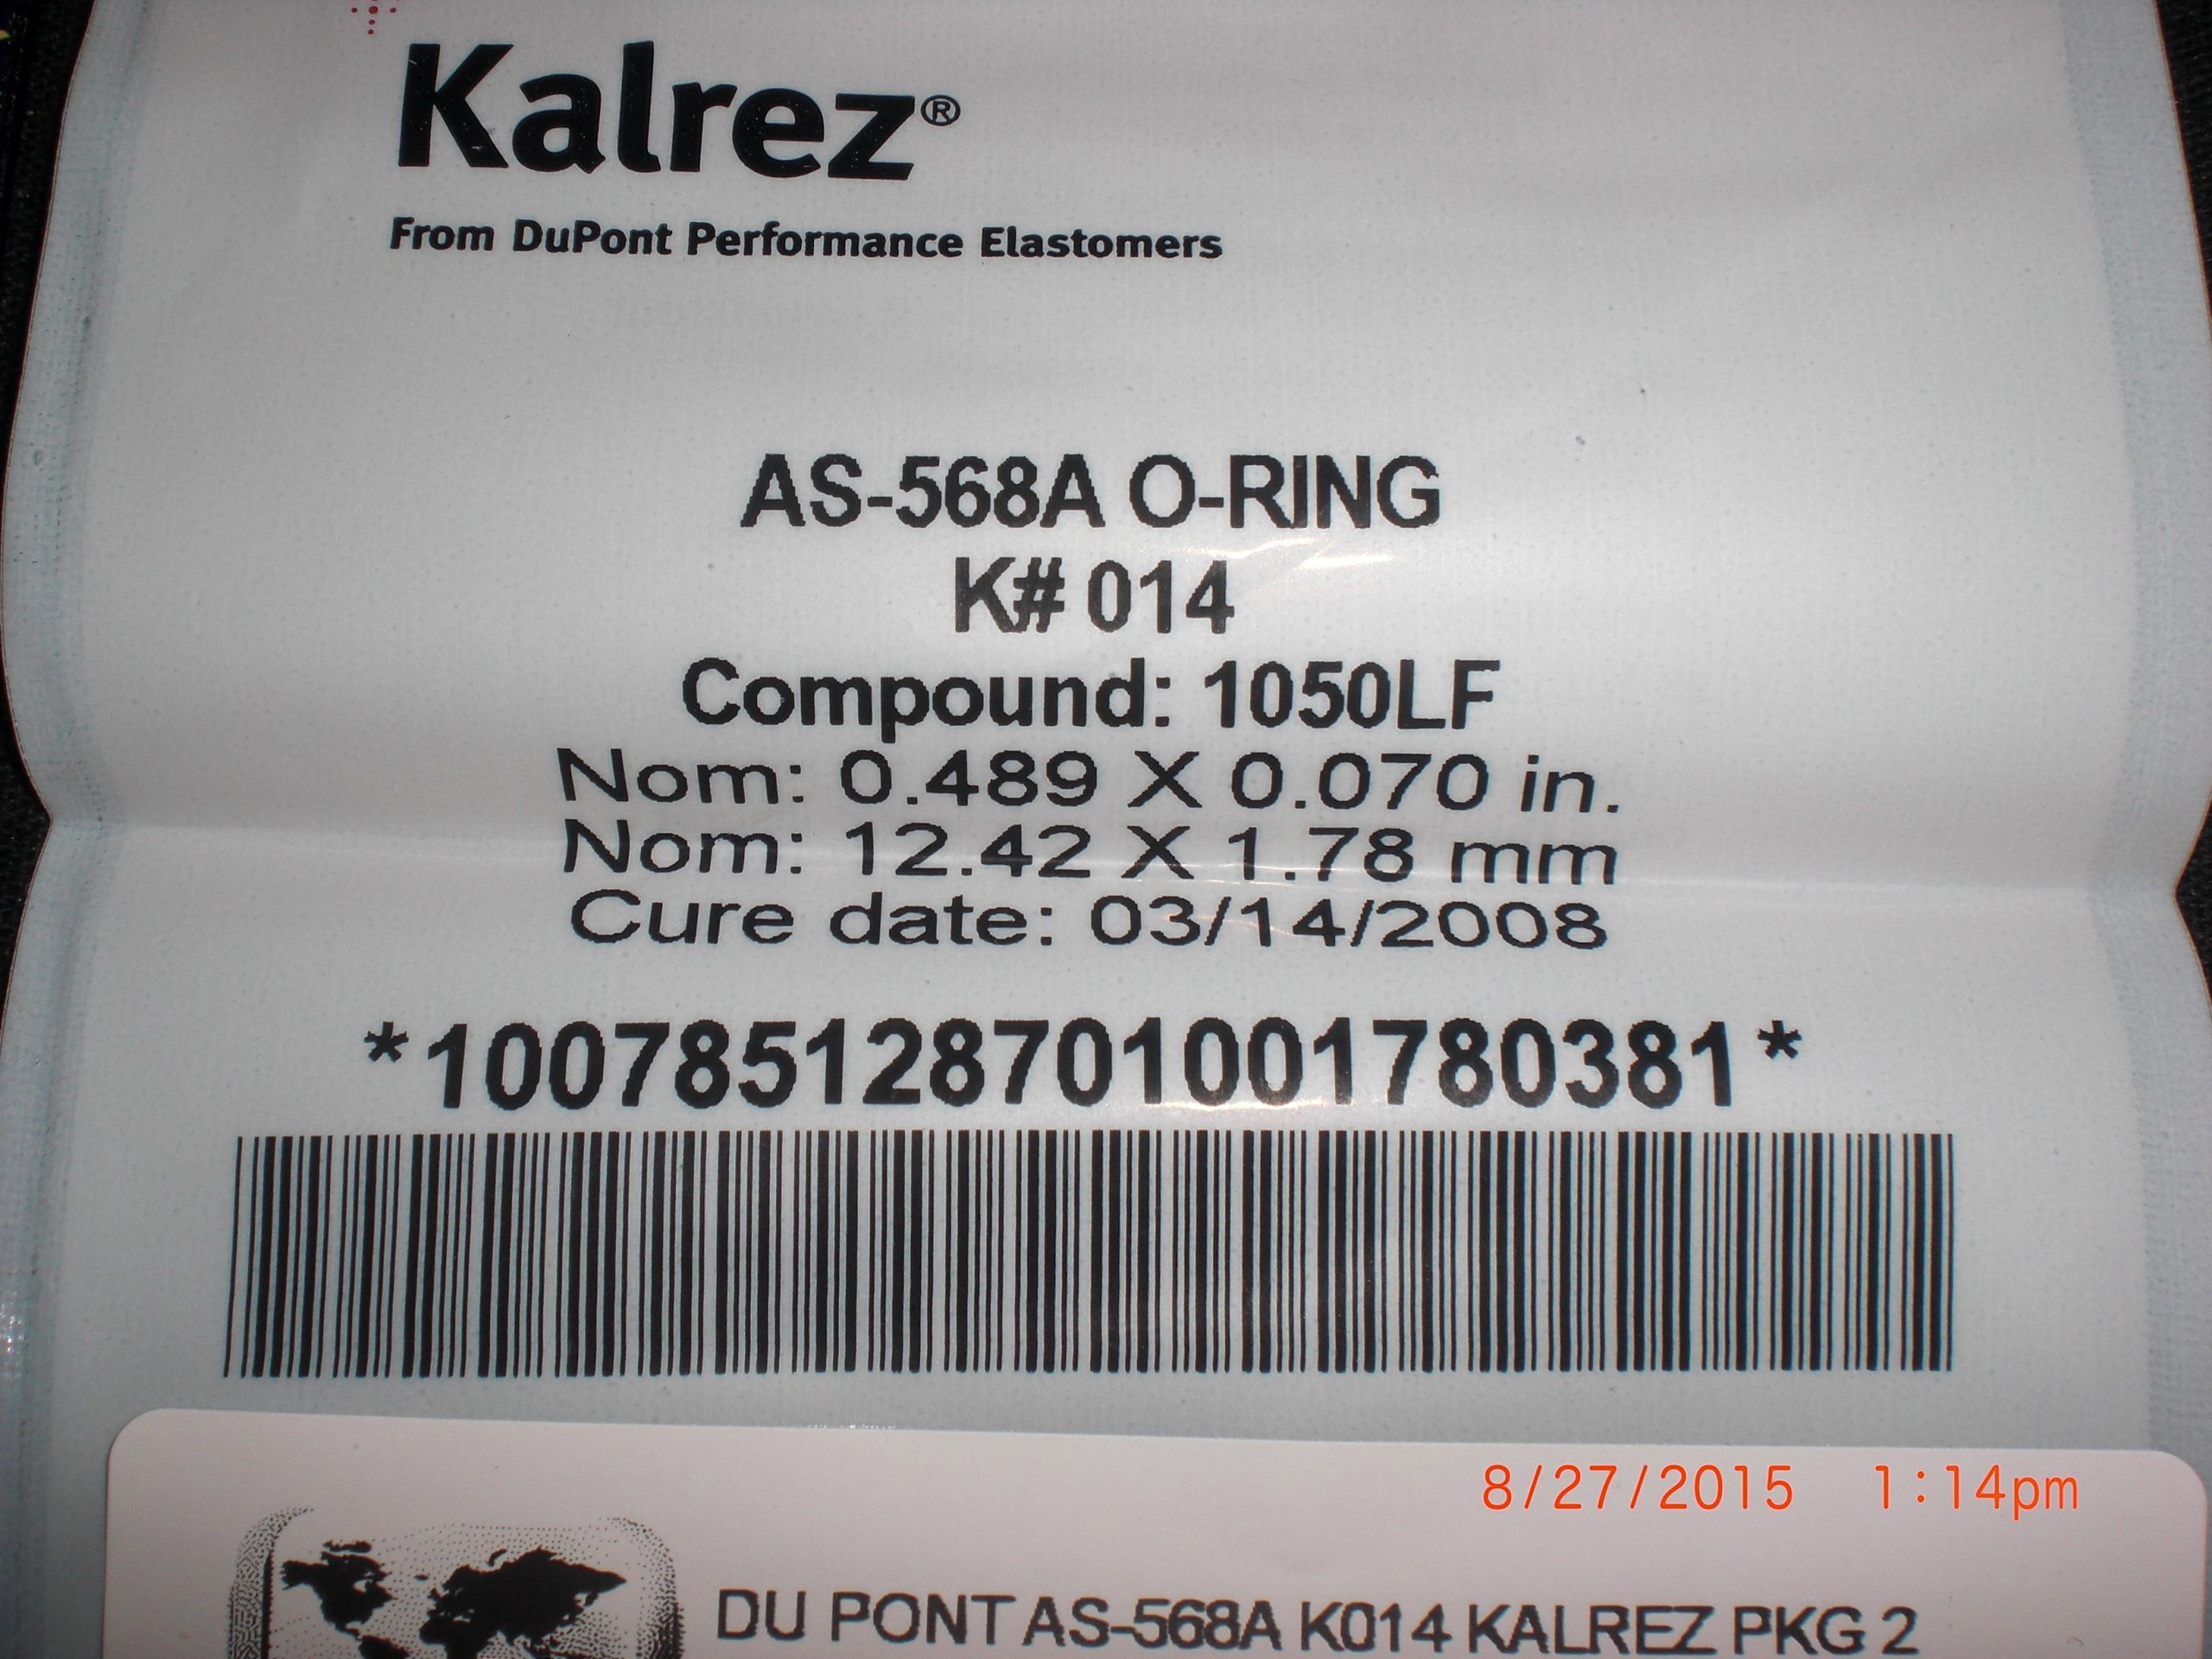 Kalrez®
From DuPont Performance Elastomers
AS-568A O-RING
K# 014
Compound: 1050LF
Nom: 0.489 X 0.070 in.
Nom: 12.42 X 1.78 mm
Cure date: 03/14/2008
*100785128701001780381*
8/27/2015 1:14pm
DU PONT AS-568A K014 KALREZ PKG 2